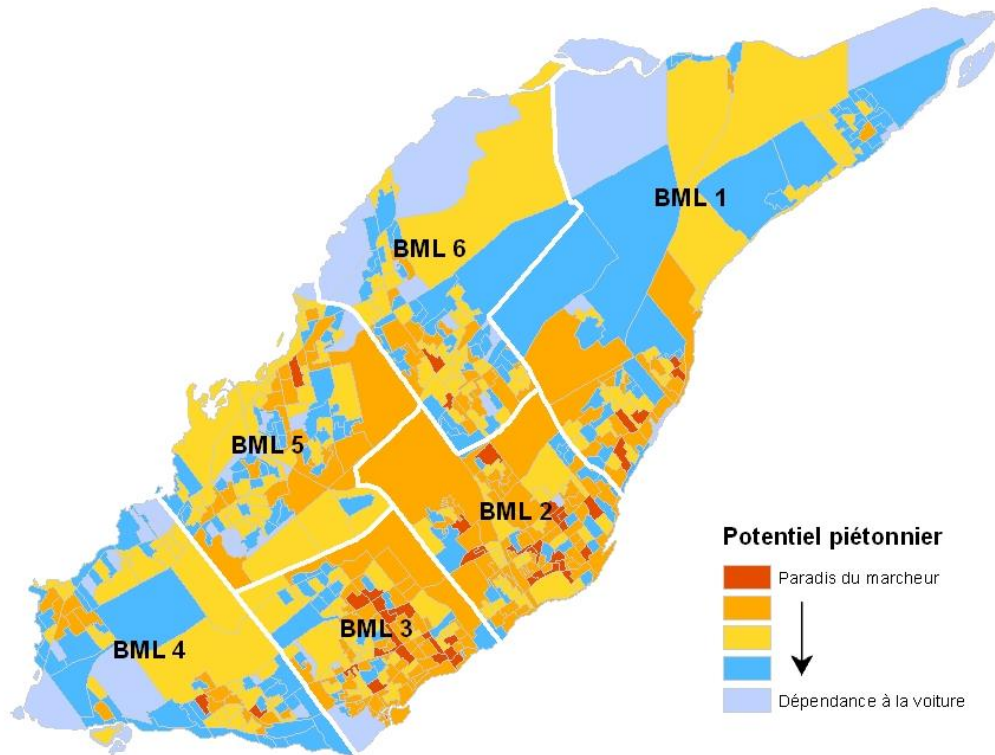 BML 1
BML 6
BML 5
BML 2
BML 3
BML 4
Potentiel piétonnier
Paradis du marcheur
Dépendance à la voiture